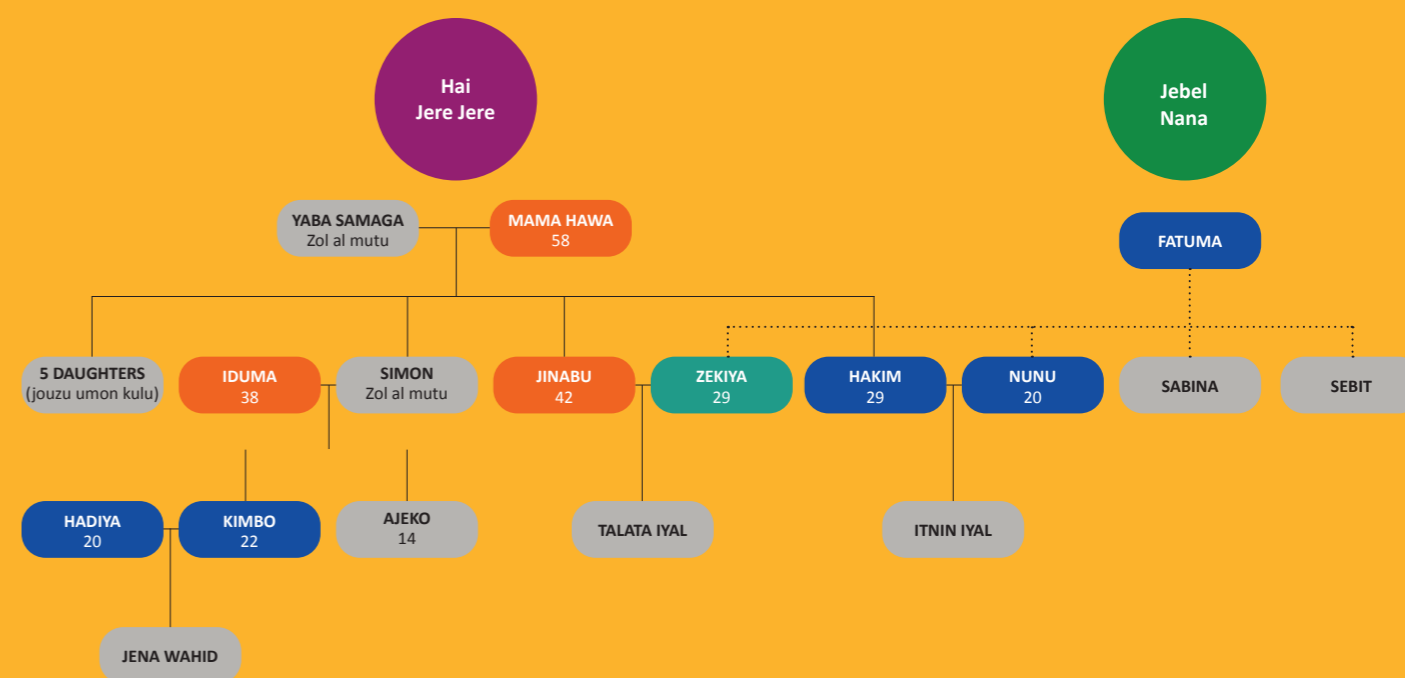 Hai
Jere Jere
Jebel
Nana
YABA SAMAGA
Zol al mutu
MAMA HAWA
58
FATUMA
5 DAUGHTERS
(jouzu umon kulu)
IDUMA
38
SIMON
Zol al mutu
JINABU
42
ZEKIYA
29
HAKIM
29
NUNU
20
SABINA
SEBIT
HADIYA
20
KIMBO
22
AJEKO
14
TALATA IYAL
ITNIN IYAL
JENA WAHID